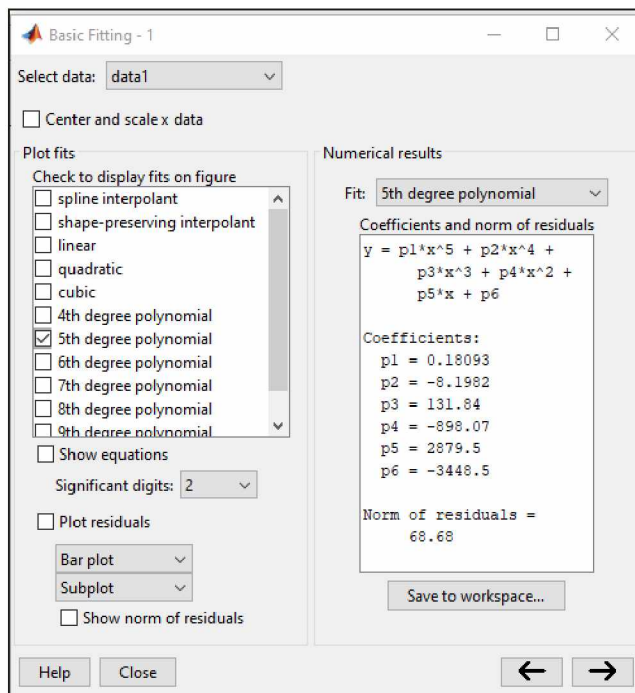 Basic Fitting - 1
Select data: data1
Center and scale x data
Plot fits
Check to display fits on figure
spline interpolant
shape-preserving interpolant
linear
quadratic
cubic
4th degree polynomial
5th degree polynomial
6th degree polynomial
7th degree polynomial
8th degree polynomial
9th degree polynomial
Show equations
Significant digits: 2
Plot residuals
Bar plot
Subplot
Show norm of residuals
Numerical results
Fit: 5th degree polynomial
Coefficients and norm of residuals
y = p1*x^5 + p2*x^4 +
p3*x^3 + p4*x^2 +
p5*x + p6
Coefficients:
p1 = 0.18093
p2 = -8.1982
p3 = 131.84
p4 = -898.07
p5 = 2879.5
p6 = -3448.5
Norm of residuals =
68.68
Save to workspace...
Help Close